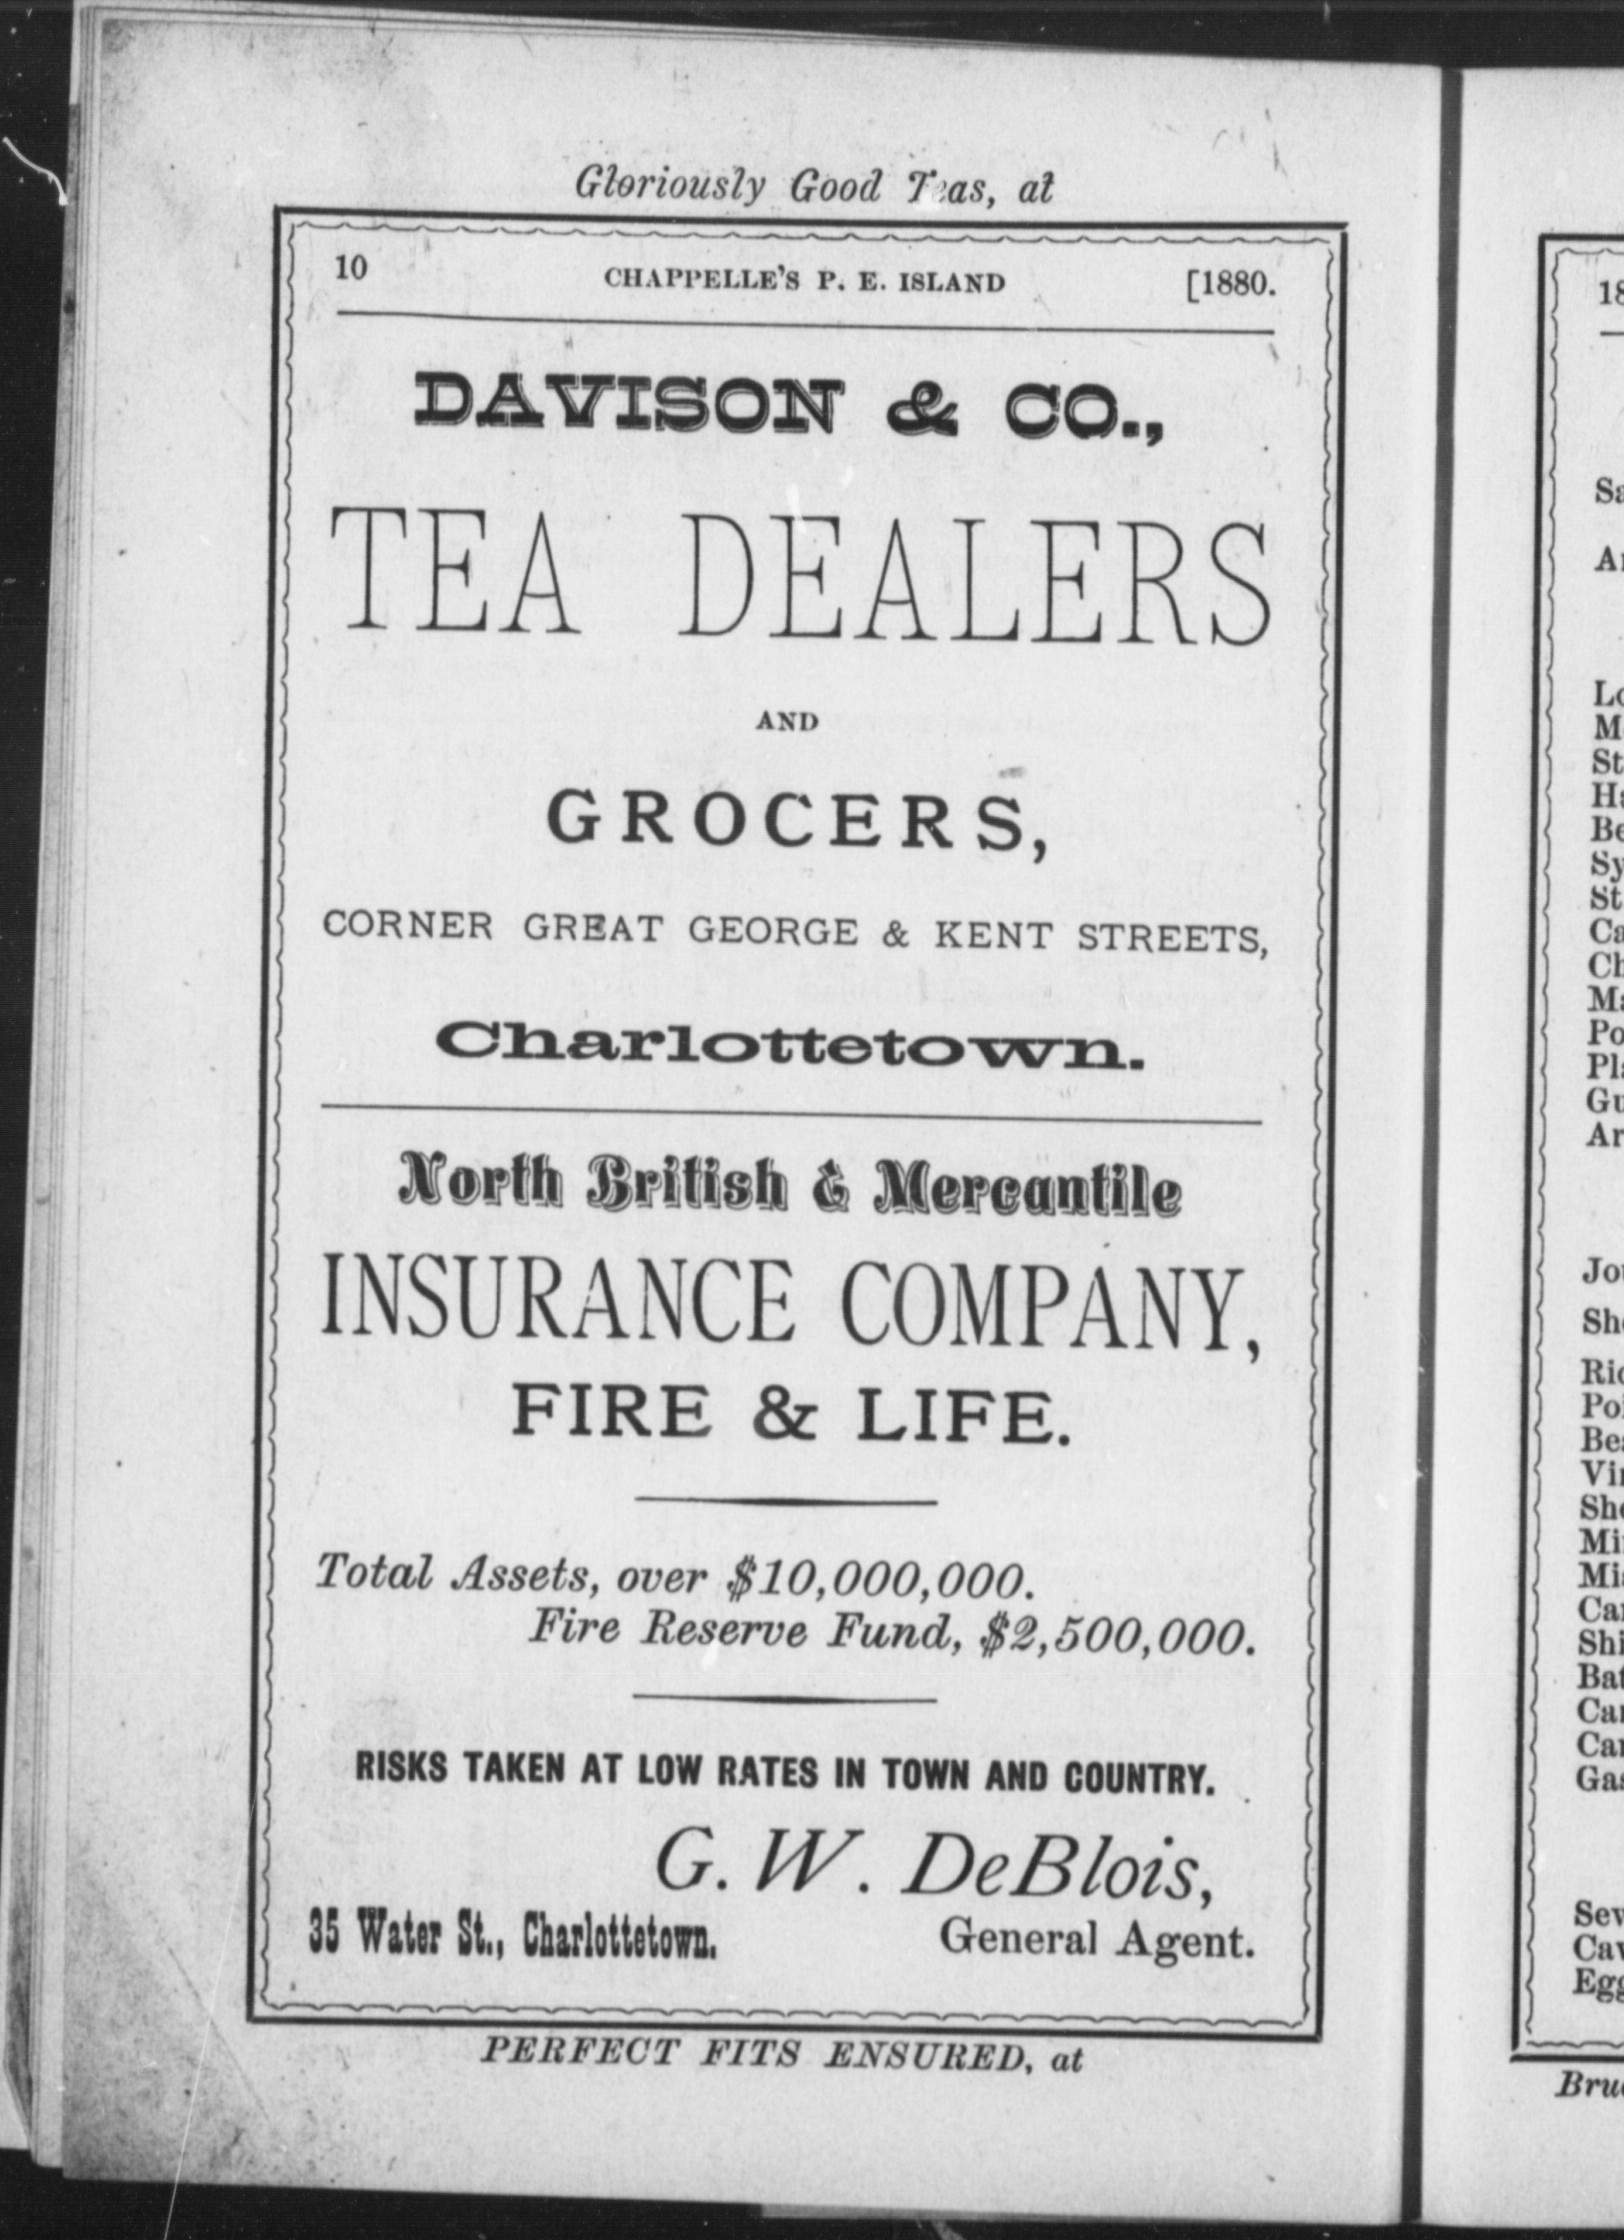 Gloriously Good Teas, at
10 CHAPPELLE'S P. E. ISLAND [1880.
DAVISON & CO.,
TEA DEALERS
AND
GROCERS,
CORNER GREAT GEORGE & KENT STREETS,
Charlottetown.
North British & Mercantile
INSURANCE COMPANY,
FIRE & LIFE.
Total Assets, over $10,000,000.
Fire Reserve Fund, $2,500,000.
RISKS TAKEN AT LOW RATES IN TOWN AND COUNTRY.
G. W. DeBlois,
35 Water St., Charlottetown. General Agent.
PERFECT FITS ENSURED, at